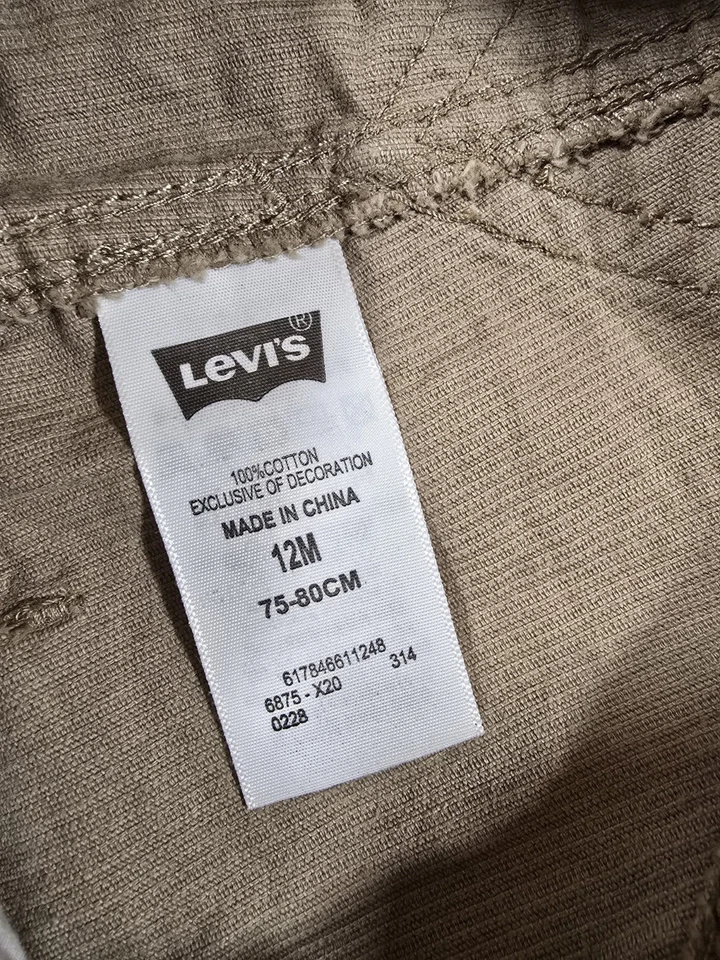 Levi's®
100%COTTON
EXCLUSIVE OF DECORATION
MADE IN CHINA
12M
75-80CM
617846611248
6875 - X20 314
0228